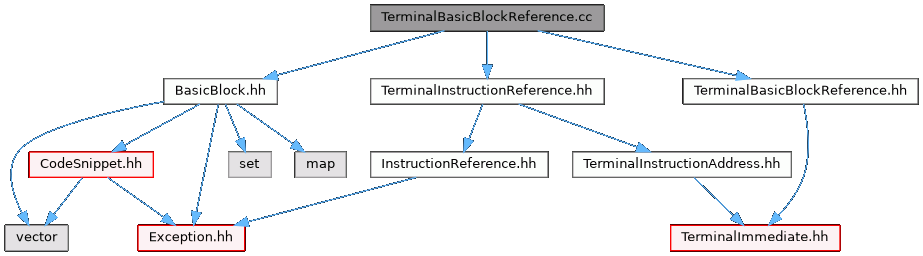 TerminalBasicBlockReference.cc
BasicBlock.hh
TerminalInstructionReference.hh
TerminalBasicBlockReference.hh
CodeSnippet.hh
set
map
InstructionReference.hh
TerminalInstructionAddress.hh
vector
Exception.hh
TerminalImmediate.hh